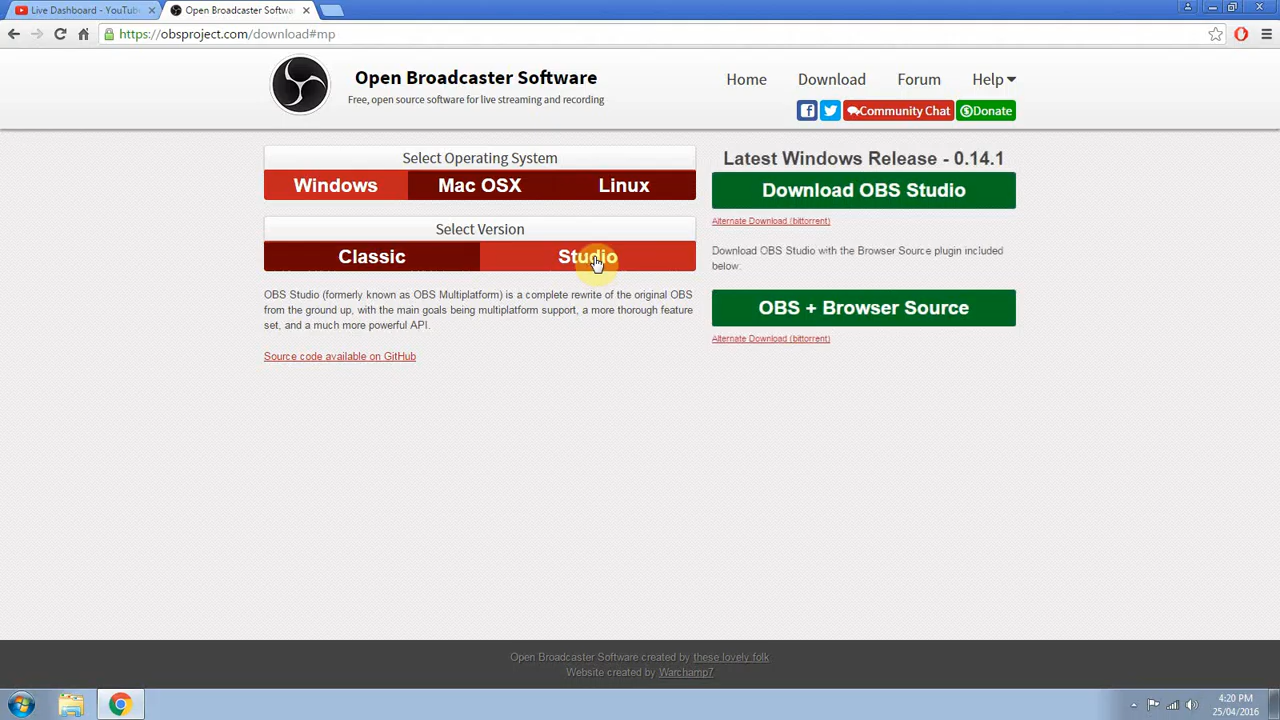 Live Dashboard - YouTub
Open Broadcaster Softwa
https://obsproject.com/download#mp
Open Broadcaster Software
Free, open source software for live streaming and recording
Home
Download
Forum
Help
Community Chat
Donate
Select Operating System
Windows
Mac OSX
Linux
Select Version
Classic
Studio
OBS Studio (formerly known as OBS Multiplatform) is a complete rewrite of the original OBS
from the ground up, with the main goals being multiplatform support, a more thorough feature
set, and a much more powerful API.
Source code available on GitHub
Latest Windows Release - 0.14.1
Download OBS Studio
Alternate Download (bittorrent)
Download OBS Studio with the Browser Source plugin included
below:
OBS + Browser Source
Alternate Download (bittorrent)
Open Broadcaster Software created by these lovely folk
Website created by Warchamp7
4:20 PM
25/04/2016